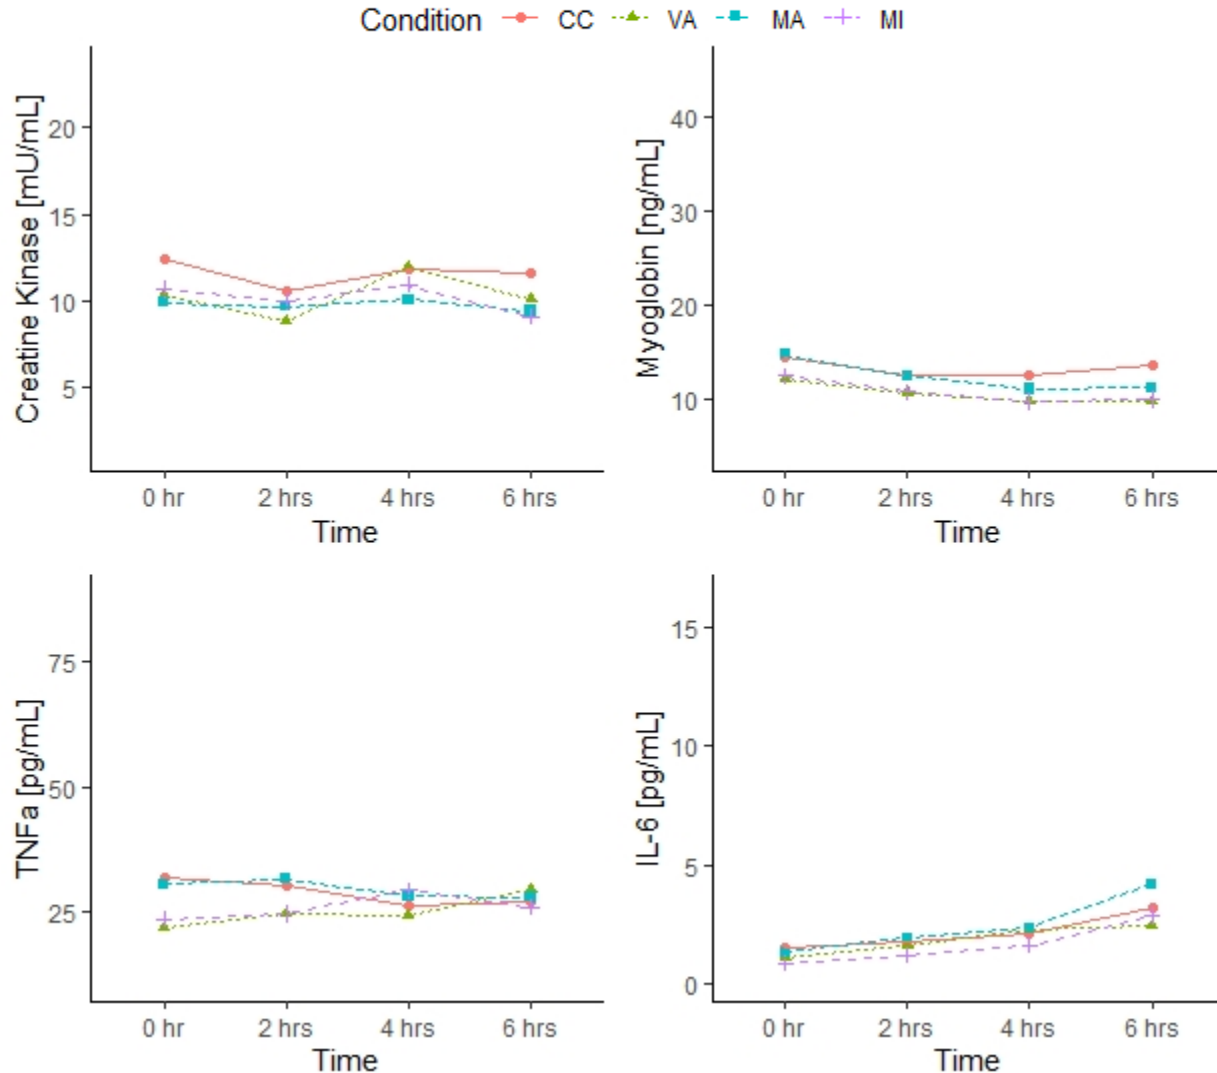 Condition CC VA MA MI
Creatine Kinase [mU/mL]
20
15
10
5
0 hr 2 hrs 4 hrs 6 hrs
Time
Myoglobin [ng/mL]
40
30
20
10
0 hr 2 hrs 4 hrs 6 hrs
Time
TNFa [pg/mL]
75
50
25
0 hr 2 hrs 4 hrs 6 hrs
Time
IL-6 [pg/mL]
15
10
5
0
0 hr 2 hrs 4 hrs 6 hrs
Time